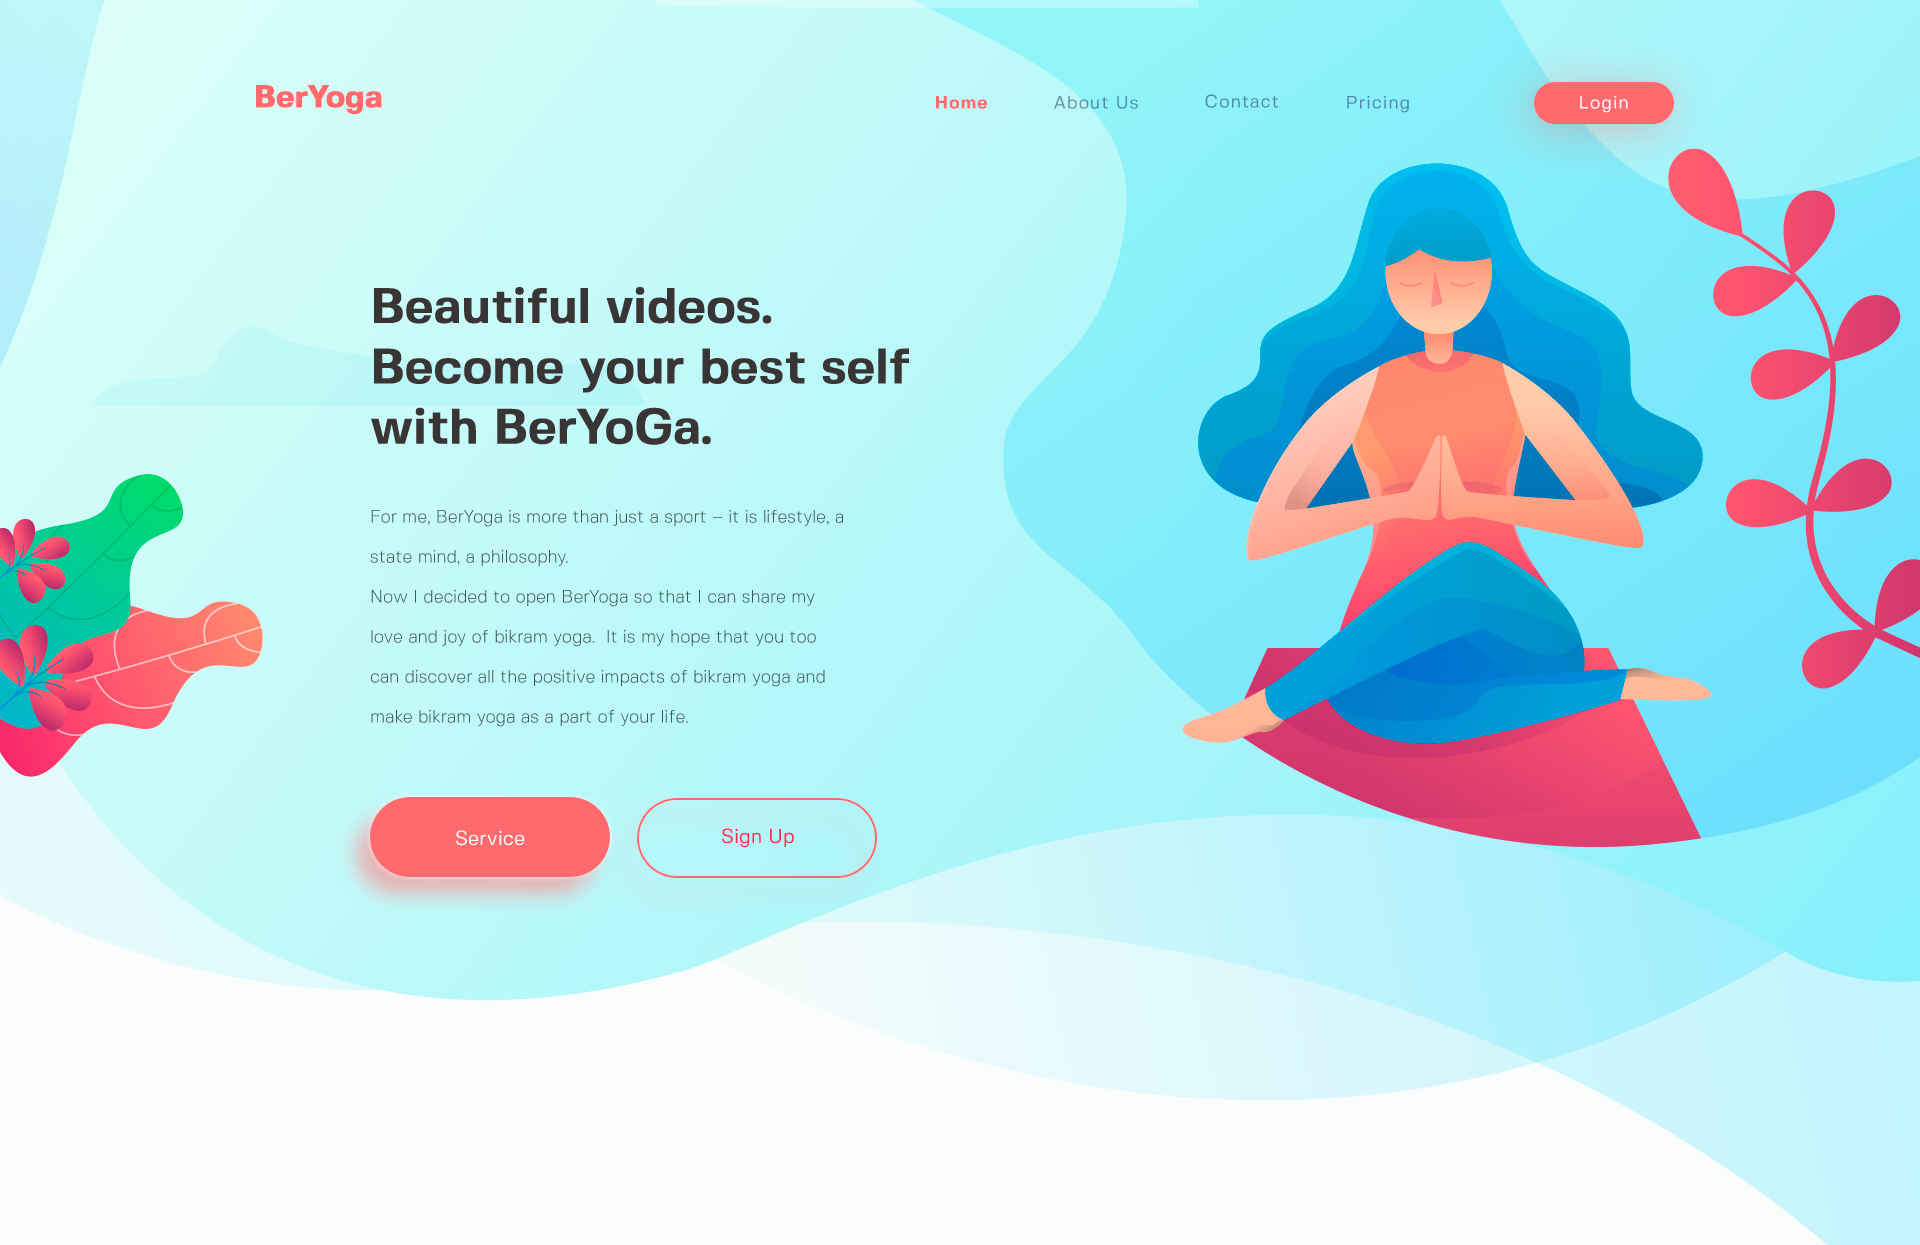 BerYoga
Home About Us Contact Pricing Login
Beautiful videos.
Become your best self
with BerYoGa.
For me, BerYoga is more than just a sport – it is lifestyle, a
state mind, a philosophy.
Now I decided to open BerYoga so that I can share my
love and joy of bikram yoga.  It is my hope that you too
can discover all the positive impacts of bikram yoga and
make bikram yoga as a part of your life.
Service Sign Up